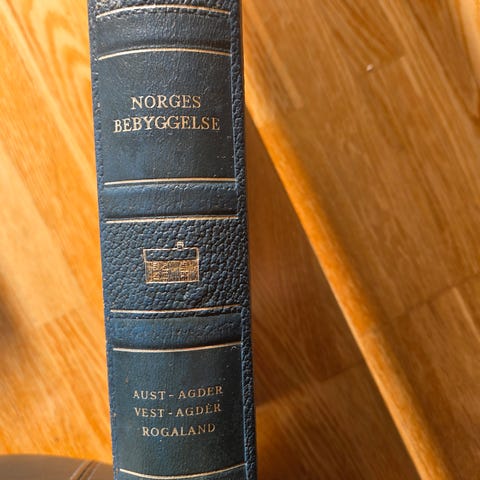 NORGES
BEBYGGELSE
AUST-AGDER
VEST-AGDER
ROGALAND